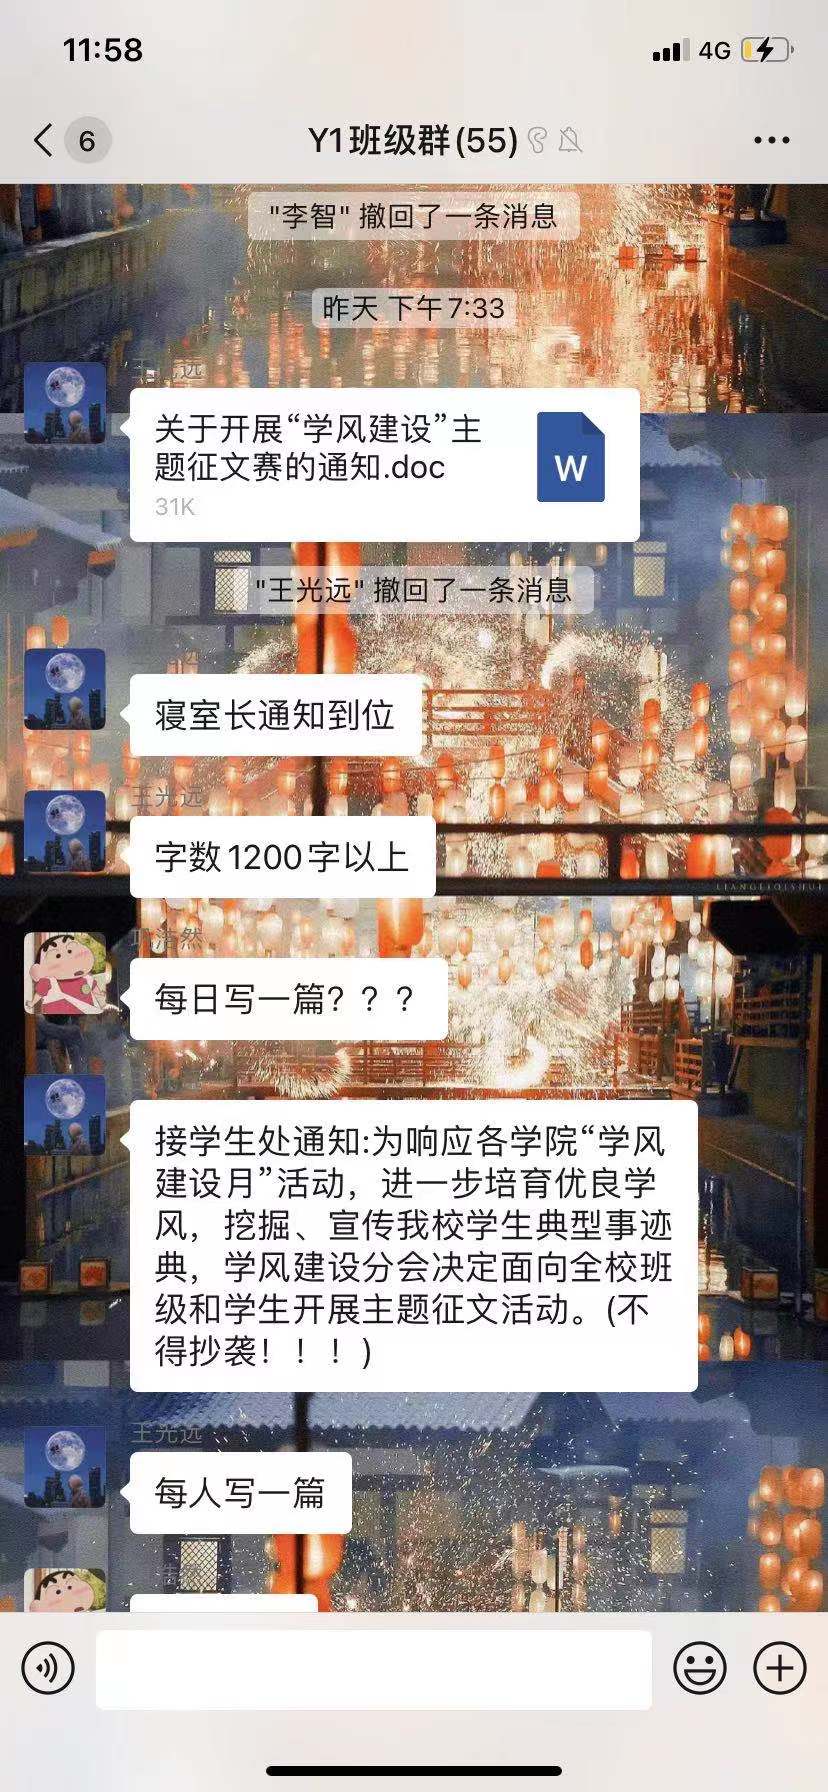 11:58
4G
6
Y1班级群(55)
"李智" 撤回了一条消息
昨天 下午7:33
王光远
关于开展“学风建设”主
题征文赛的通知.doc
31K
W
"王光远" 撤回了一条消息
寝室长通知到位
王光远
字数1200字以上
浩然
每日写一篇？？？
接学生处通知:为响应各学院“学风
建设月”活动，进一步培育优良学
风，挖掘、宣传我校学生典型事迹
典，学风建设分会决定面向全校班
级和学生开展主题征文活动。(不
得抄袭！！！)
王光远
每人写一篇